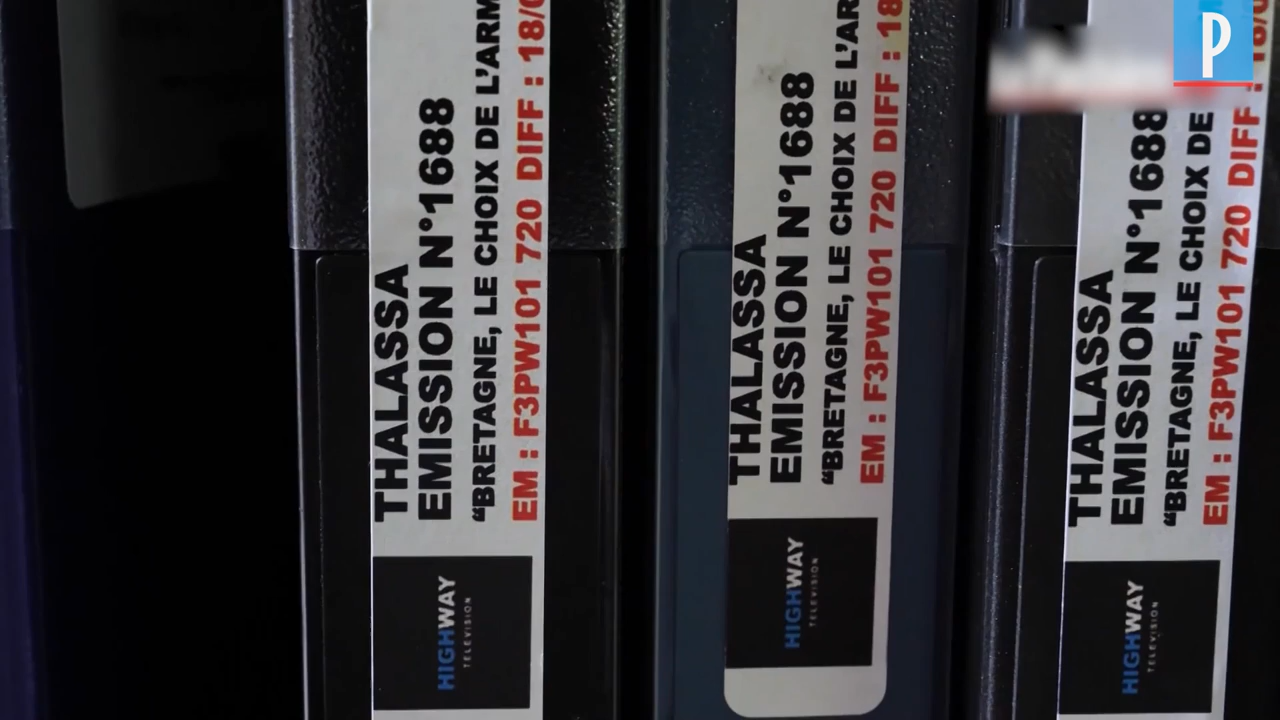 THALASSA
EMISSION N°1688
“BRETAGNE, LE CHOIX DE L’ARM
EM : F3PW101 720 DIFF : 18/0
HIGHWAY
TELEVISION
THALASSA
EMISSION N°1688
“BRETAGNE, LE CHOIX DE L’AR
EM : F3PW101 720 DIFF : 18
HIGHWAY
TELEVISION
THALASSA
EMISSION N°1688
“BRETAGNE, LE CHOIX DE
EM : F3PW101 720 DIFF : 18/0
HIGHWAY
TELEVISION
P